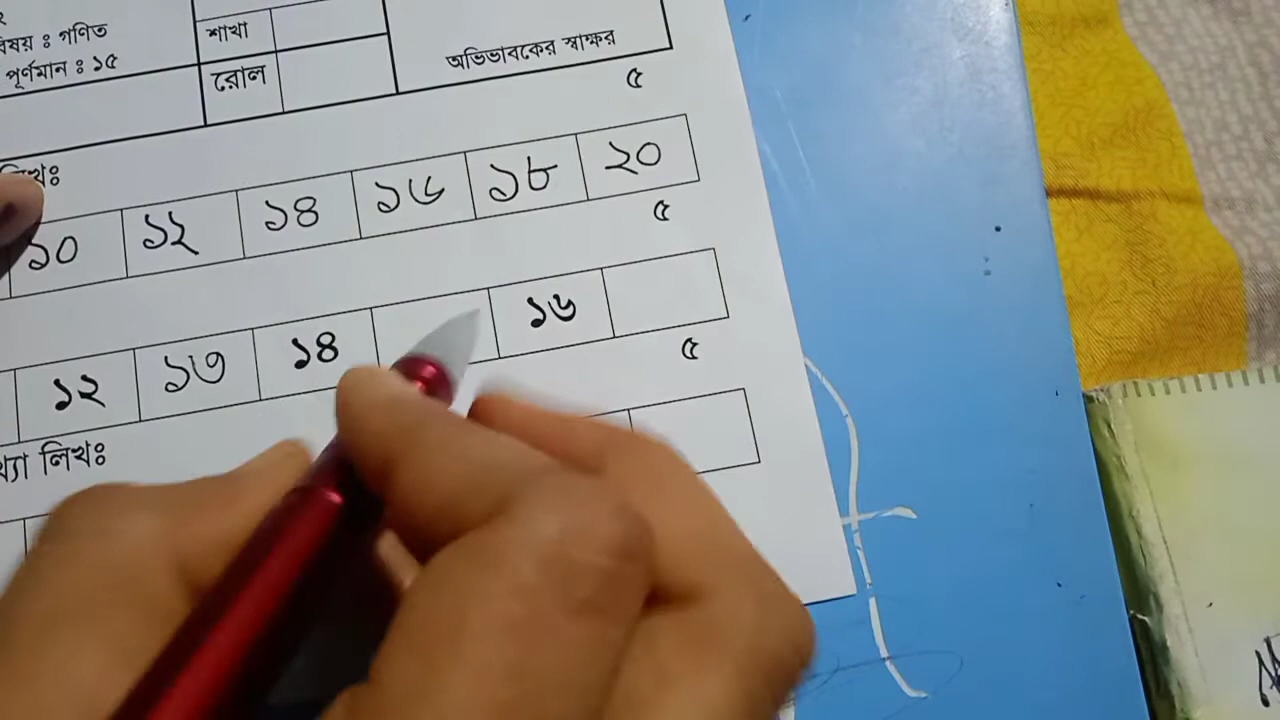 বিষয় ঃ গণিত
শাখা
পূর্ণমান ঃ ১৫
রোল
অভিভাবকের স্বাক্ষর
৫
লিখঃ
১০ ১২ ১৪ ১৬ ১৮ ২০
৫
১২ ১৩ ১৪ ১৬
৫
লিখঃ